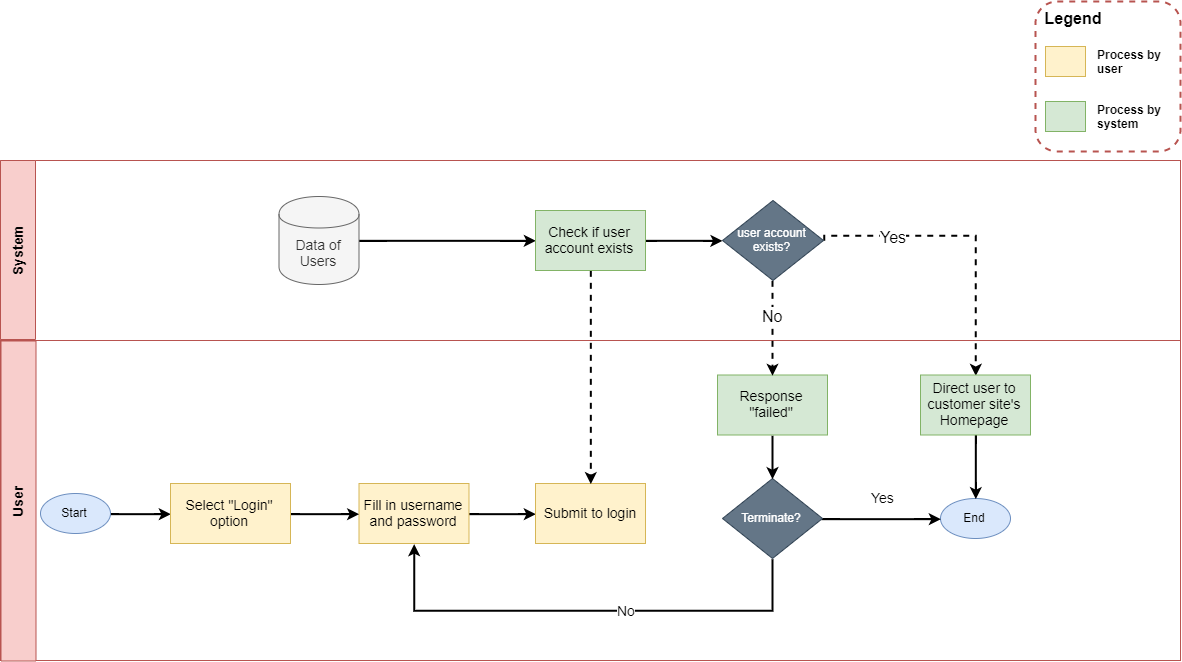 Legend
Process by
user
Process by
system
System
Data of
Users
Check if user
account exists
user account
exists?
Yes
No
User
Start
Select "Login"
option
Fill in username
and password
Submit to login
Response
"failed"
Direct user to
customer site's
Homepage
Terminate?
Yes
End
No